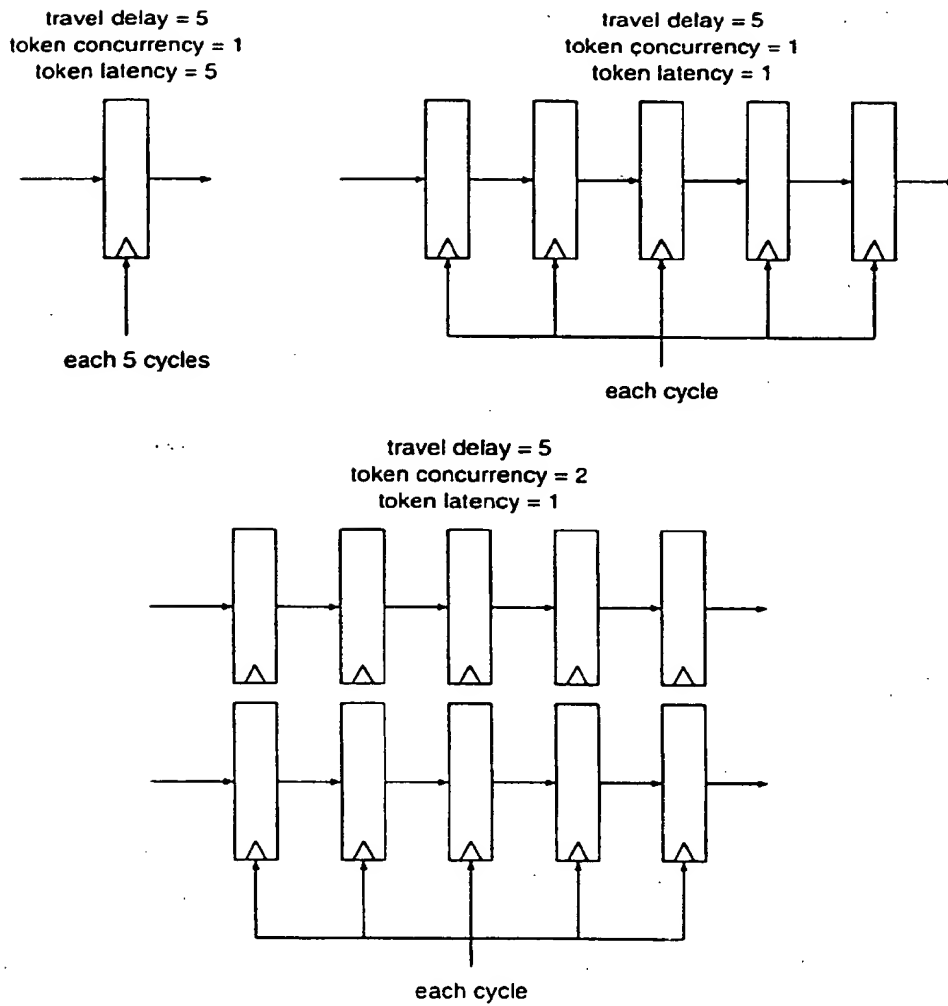 travel delay = 5
token concurrency = 1
token latency = 5
each 5 cycles
travel delay = 5
token concurrency = 1
token latency = 1
each cycle
travel delay = 5
token concurrency = 2
token latency = 1
each cycle